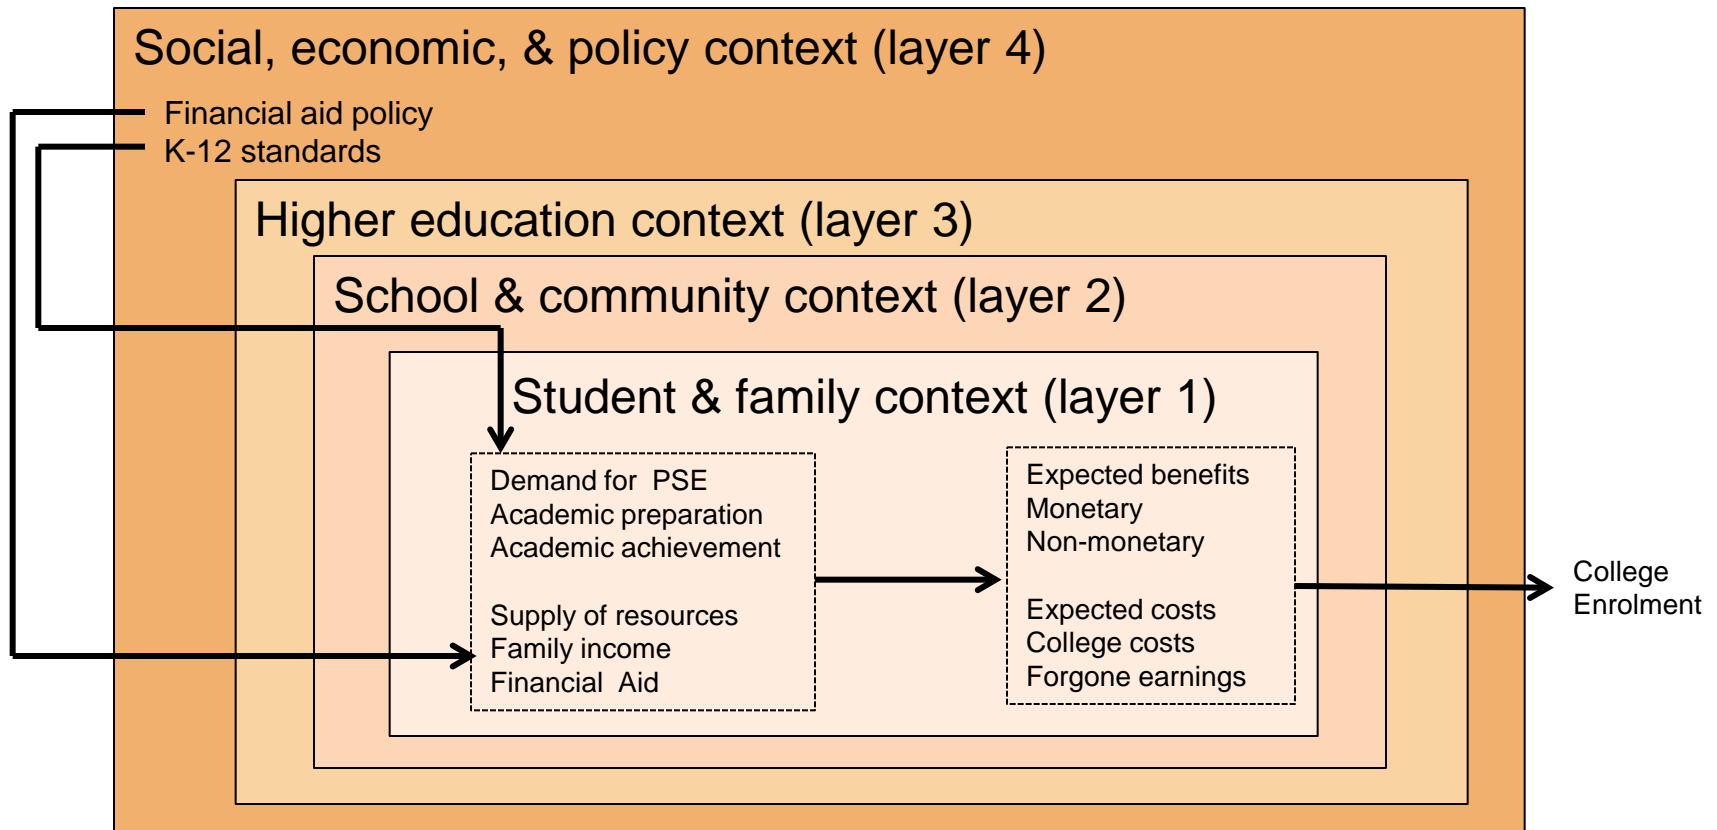 Social, economic, & policy context (layer 4)
Financial aid policy
K-12 standards
Higher education context (layer 3)
School & community context (layer 2)
Student & family context (layer 1)
Demand for PSE
Academic preparation
Academic achievement
Supply of resources
Family income
Financial Aid
Expected benefits
Monetary
Non-monetary
Expected costs
College costs
Forgone earnings
College
Enrolment